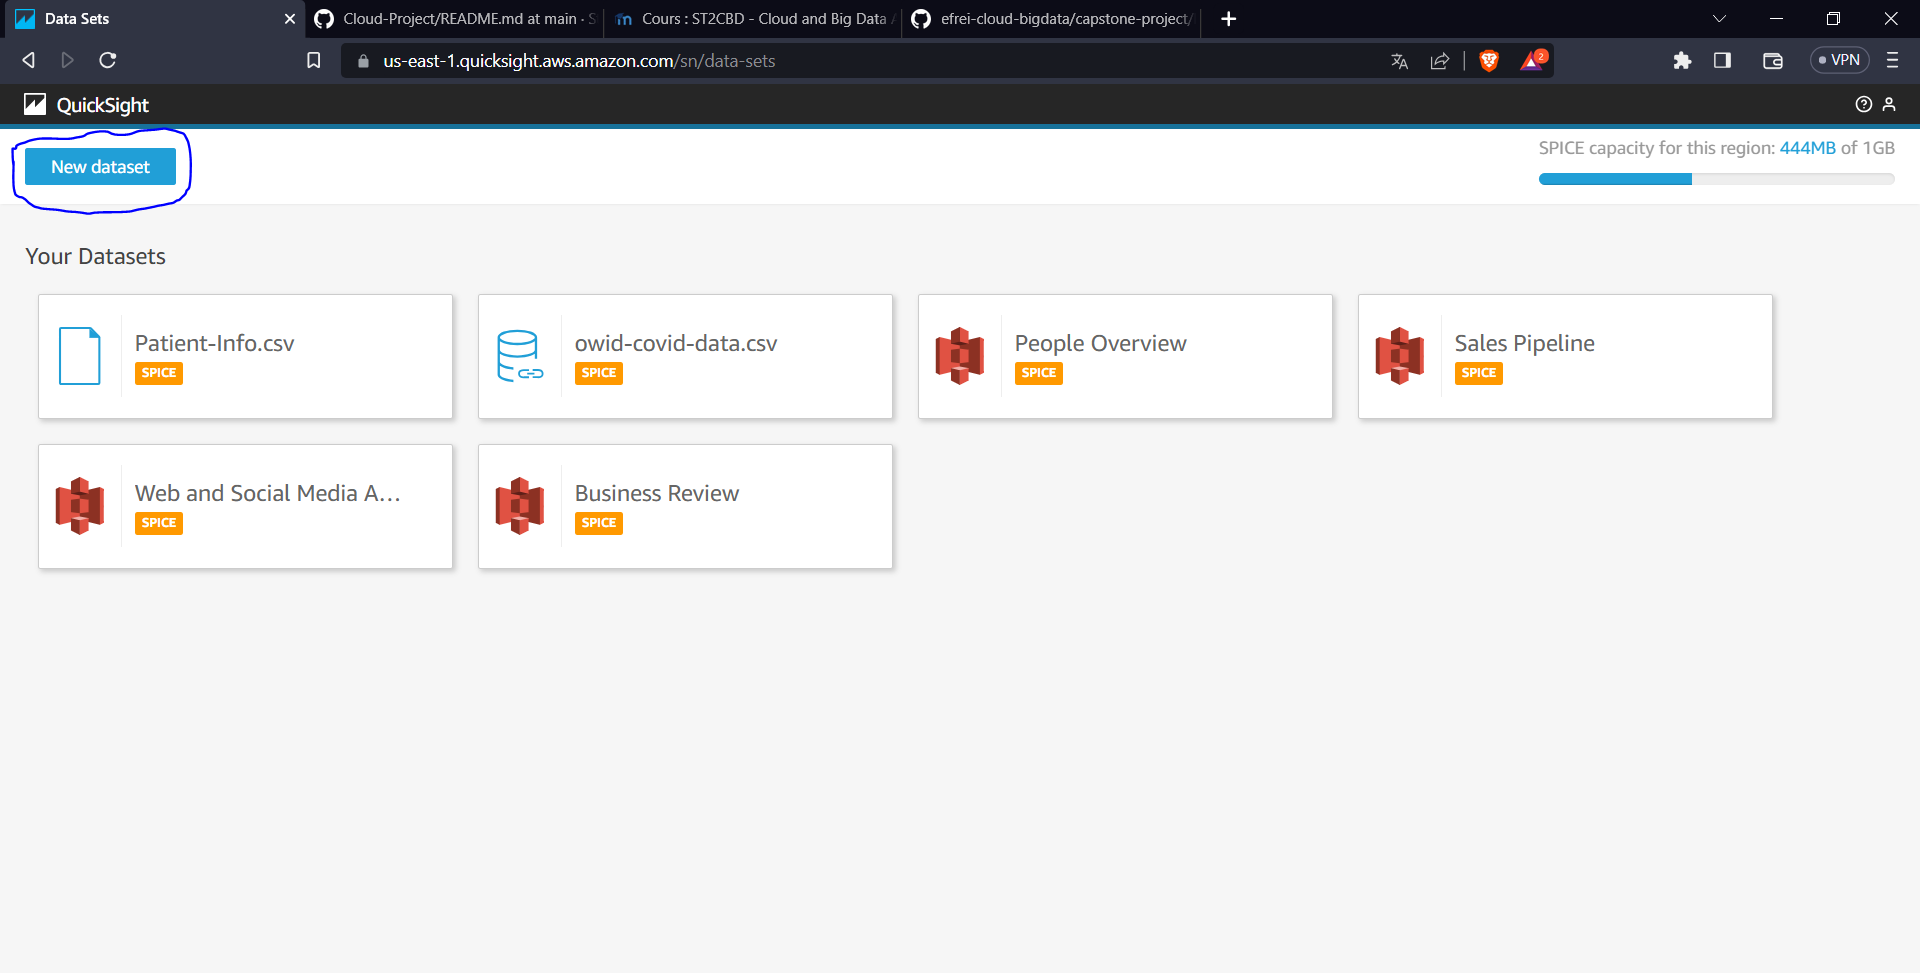 Data Sets
Cloud-Project/README.md at main · S
Cours : ST2CBD - Cloud and Big Data A
efrei-cloud-bigdata/capstone-project/
us-east-1.quicksight.aws.amazon.com/sn/data-sets
2
VPN
QuickSight
New dataset
SPICE capacity for this region: 444MB of 1GB
Your Datasets
Patient-Info.csv
SPICE
owid-covid-data.csv
SPICE
People Overview
SPICE
Sales Pipeline
SPICE
Web and Social Media A...
SPICE
Business Review
SPICE